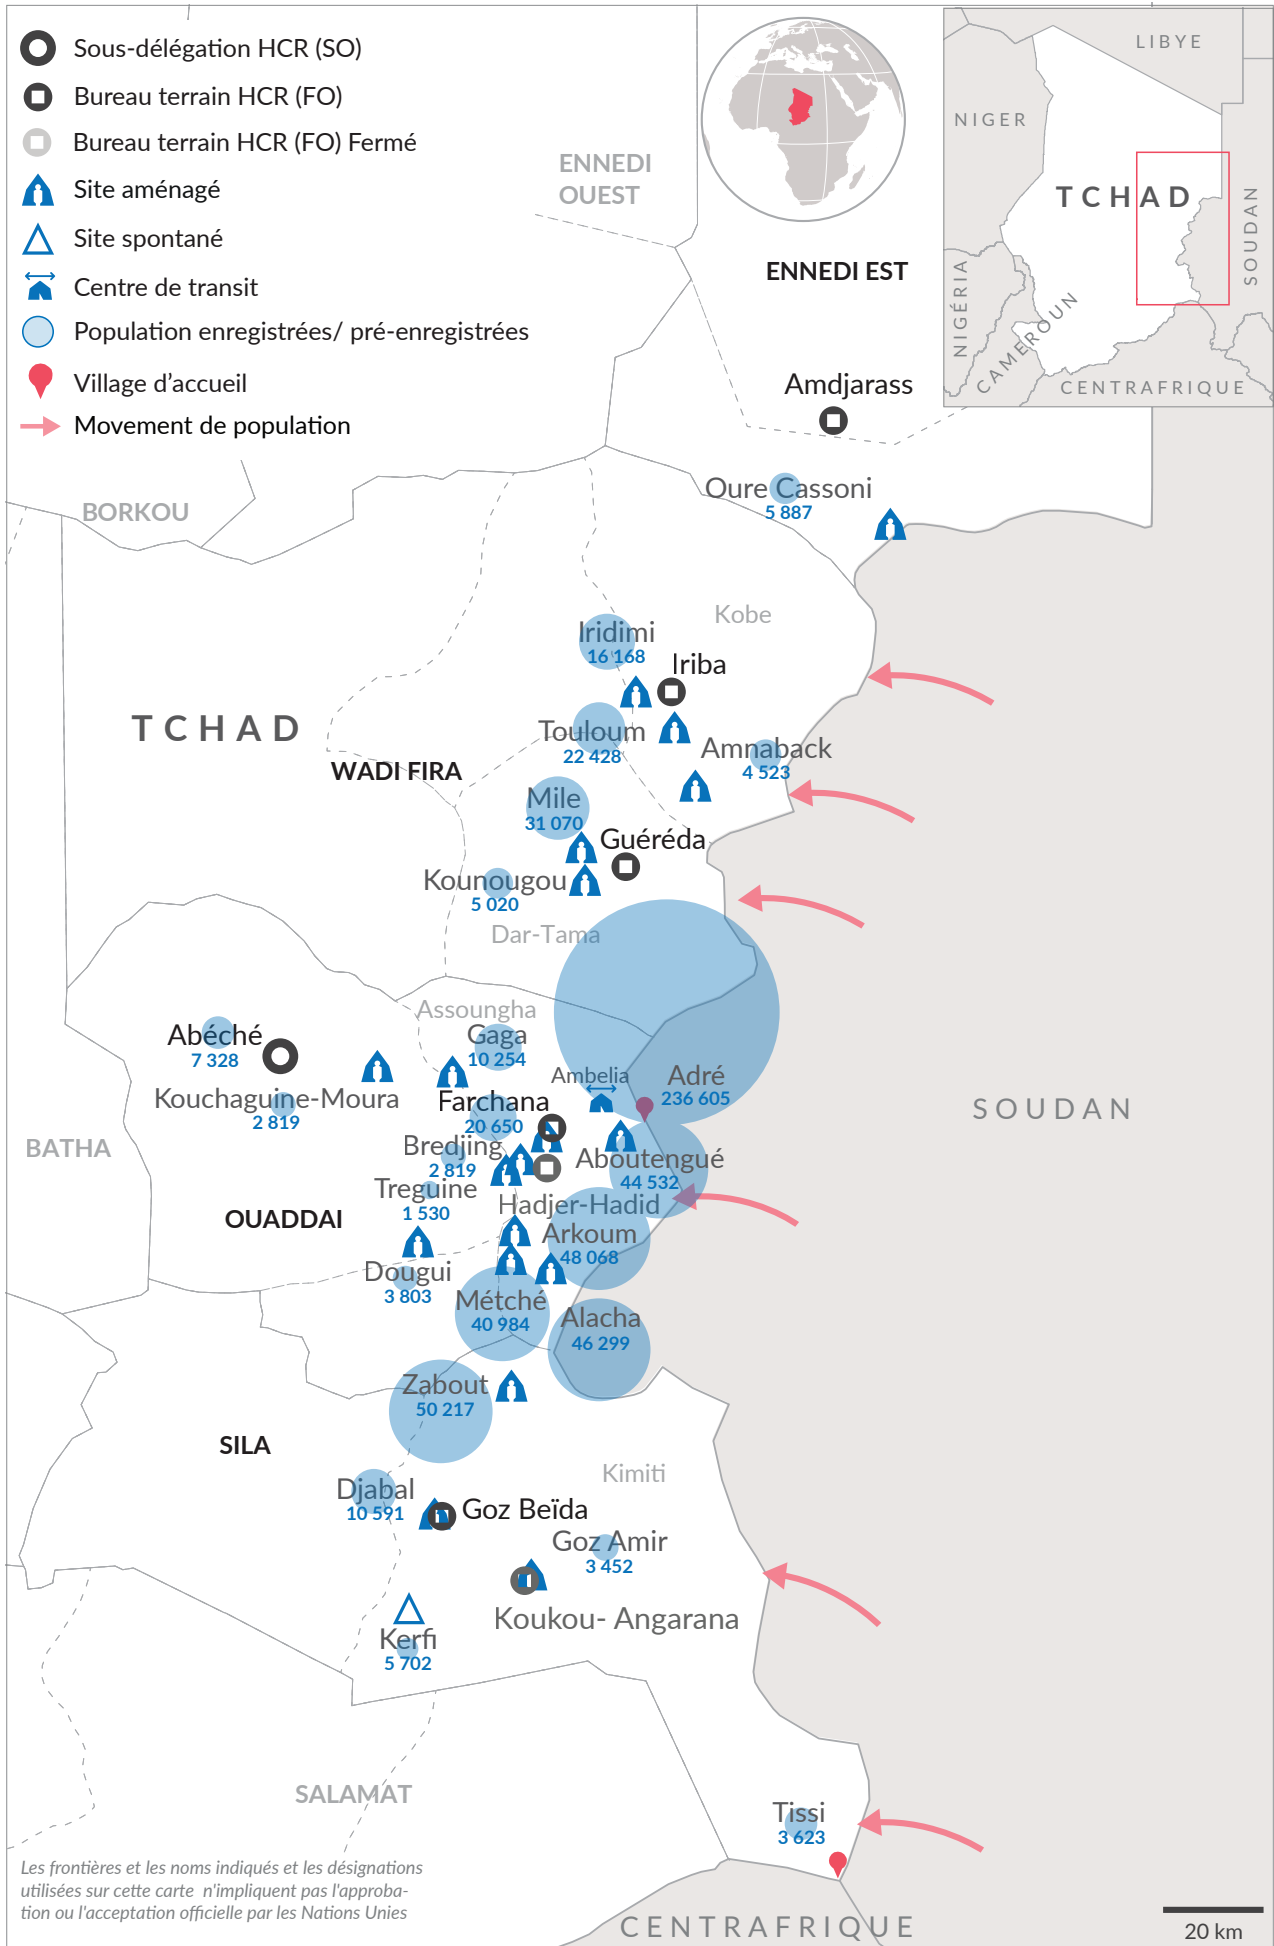 Sous-délégation HCR (SO)
Bureau terrain HCR (FO)
Bureau terrain HCR (FO) Fermé
Site aménagé
Site spontané
Centre de transit
Population enregistrées/ pré-enregistrées
Village d'accueil
Movement de population
LIBYE
NIGER
TCHAD
SOUDAN
NIGÉRIA
CAMEROUN
CENTRAFRIQUE
ENNEDI
OUEST
ENNEDI EST
Amdjarass
BORKOU
Oure Cassoni
5 887
Kobe
Iridimi
16 168
Iriba
TCHAD
Touloum
22 428
Amnaback
4 523
WADI FIRA
Mile
31 070
Guéréda
Kounougou
5 020
Dar-Tama
Assoungha
Gaga
10 254
Abéché
7 328
Ambelia
Adré
236 605
Kouchaguine-Moura
2 819
Farchana
20 650
SOUDAN
BATHA
Bredjing
2 819
Aboutengué
44 532
Treguine
1 530
Hadjer-Hadid
OUADDAI
Arkoum
48 068
Dougui
3 803
Métché
40 984
Alacha
46 299
Zabout
50 217
SILA
Kimiti
Djabal
10 591
Goz Beïda
Goz Amir
3 452
Koukou- Angarana
Kerfi
5 702
SALAMAT
Tissi
3 623
Les frontières et les noms indiqués et les désignations
utilisées sur cette carte n'impliquent pas l'approba-
tion ou l'acceptation officielle par les Nations Unies
CENTRAFRIQUE
20 km